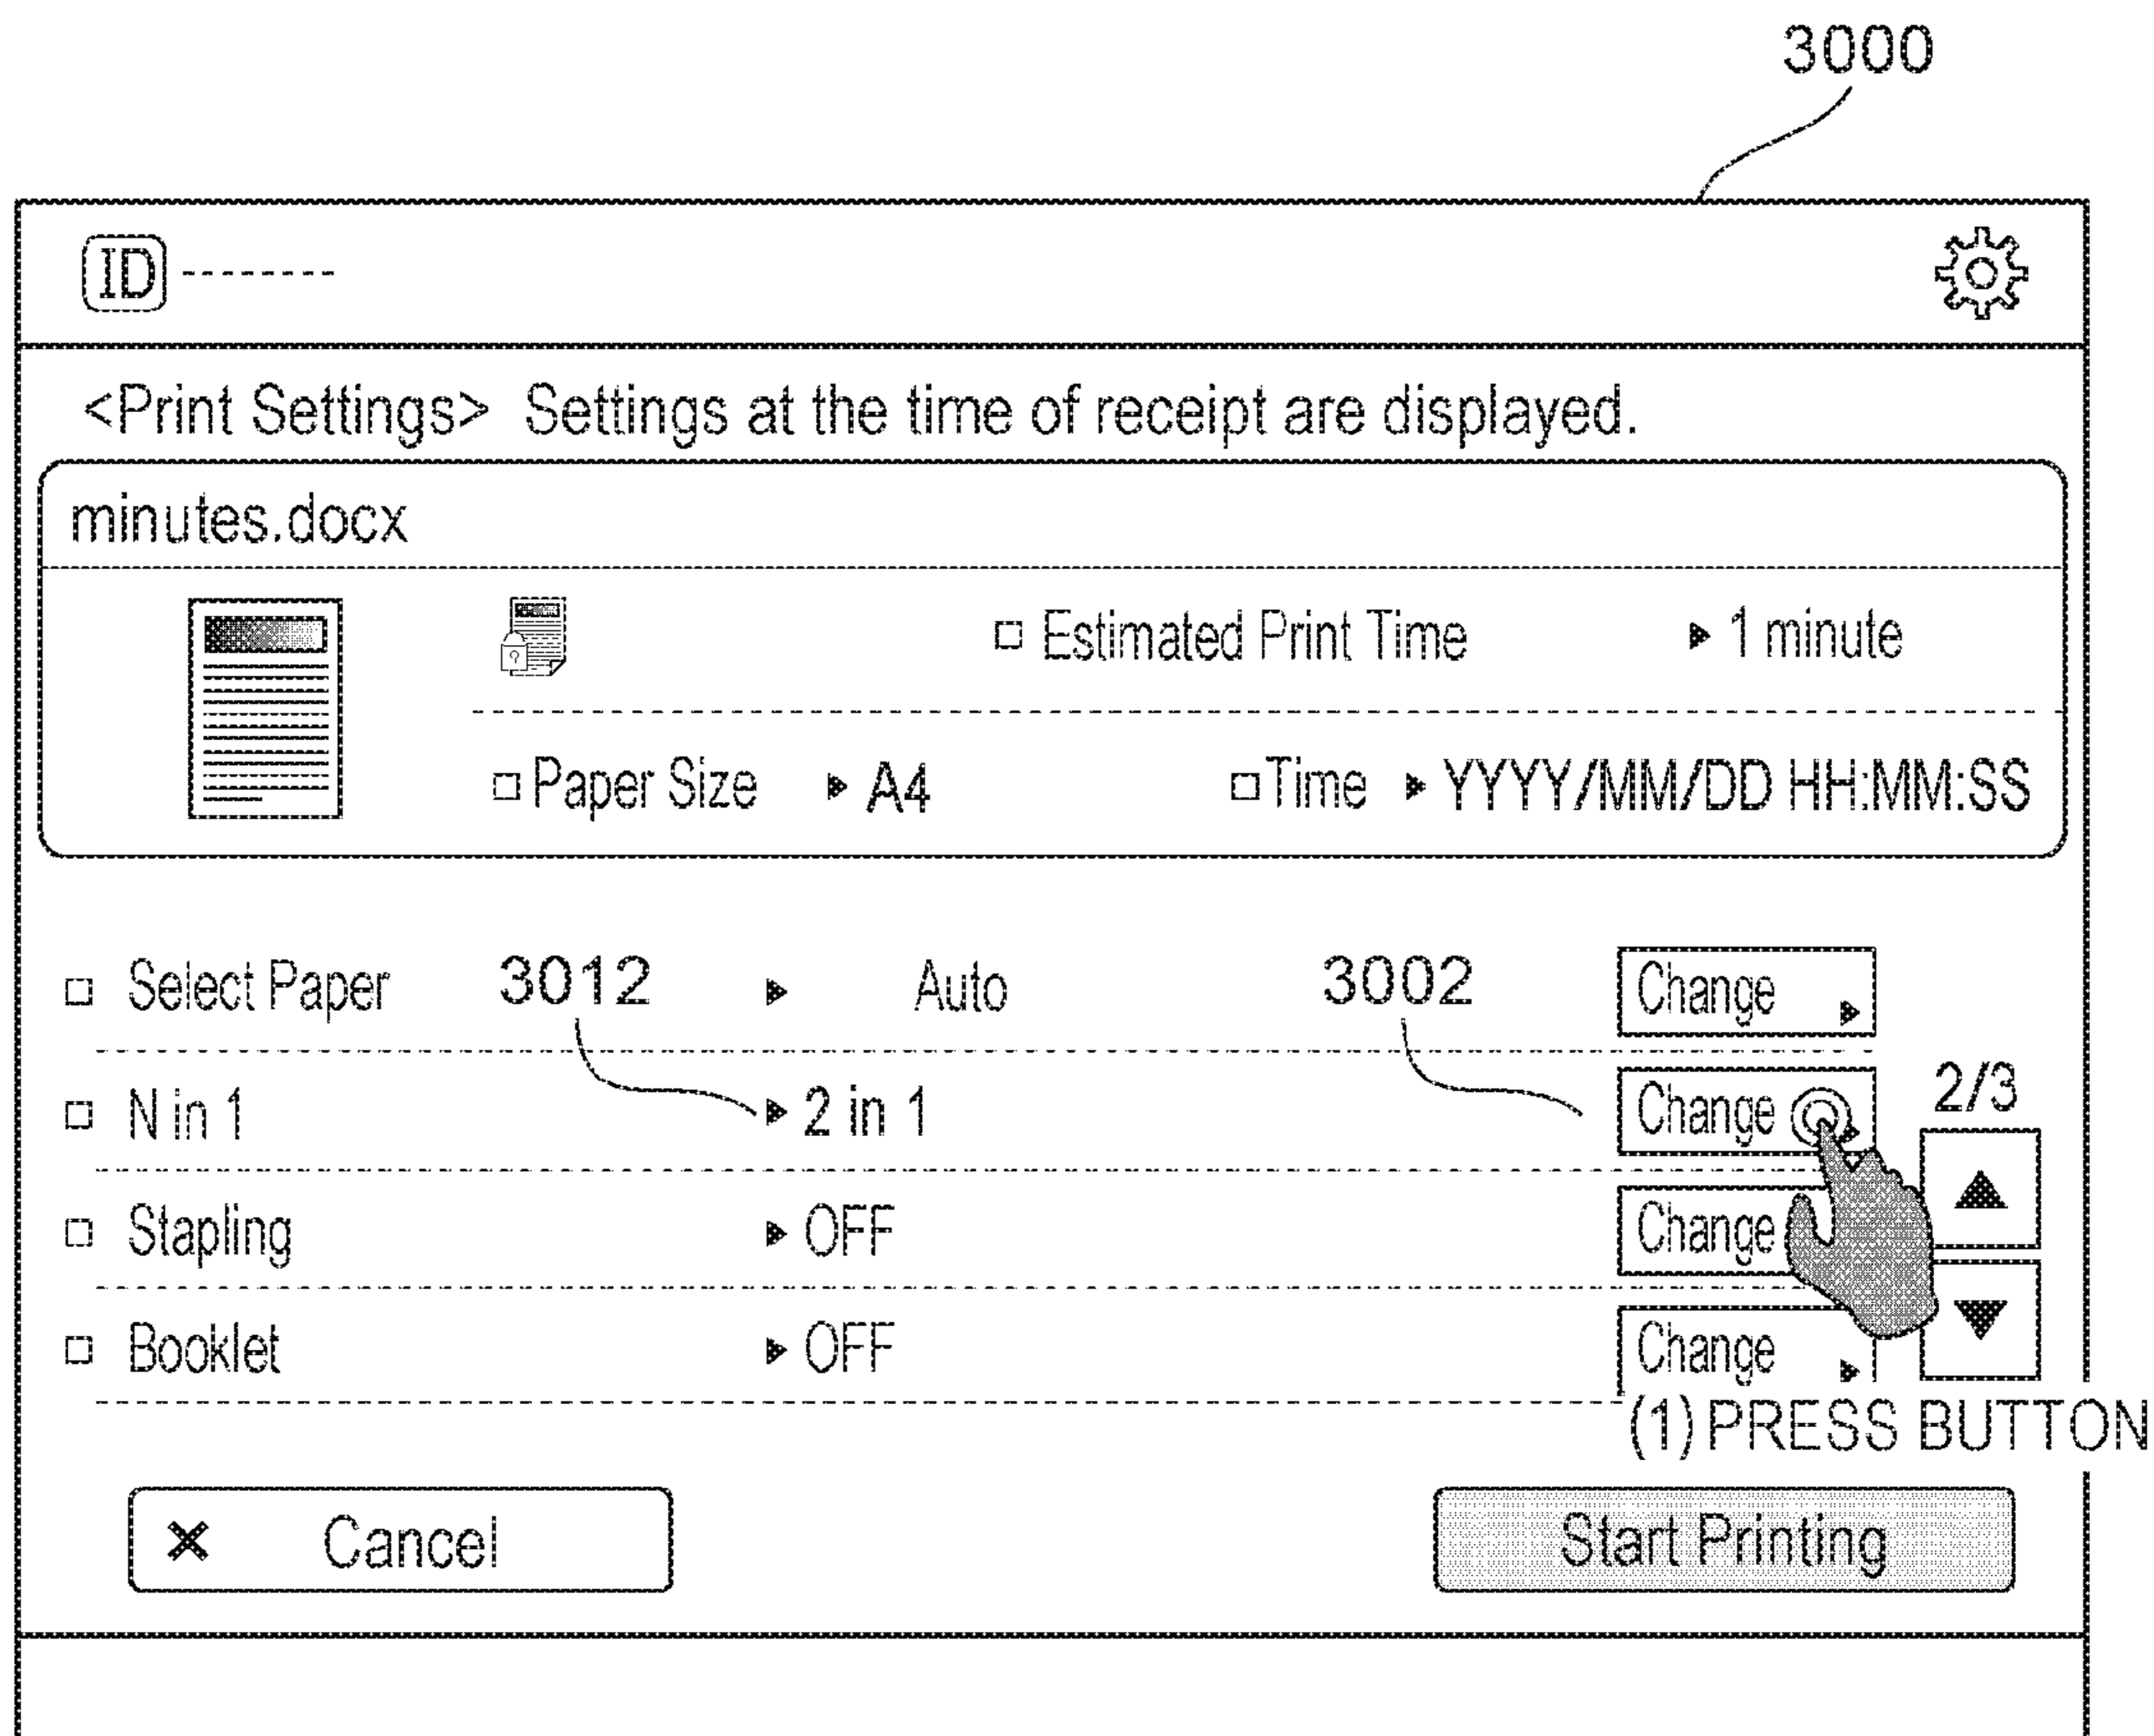 3000
ID --------
<Print Settings> Settings at the time of receipt are displayed.
minutes.docx
□ Estimated Print Time ▶ 1 minute
□ Paper Size ▶ A4 □ Time ▶ YYYY/MM/DD HH:MM:SS
□ Select Paper 3012 ▶ Auto 3002 Change
□ N in 1 ▶ 2 in 1 Change 2/3
□ Stapling ▶ OFF Change
□ Booklet ▶ OFF Change
(1) PRESS BUTTON
× Cancel Start Printing